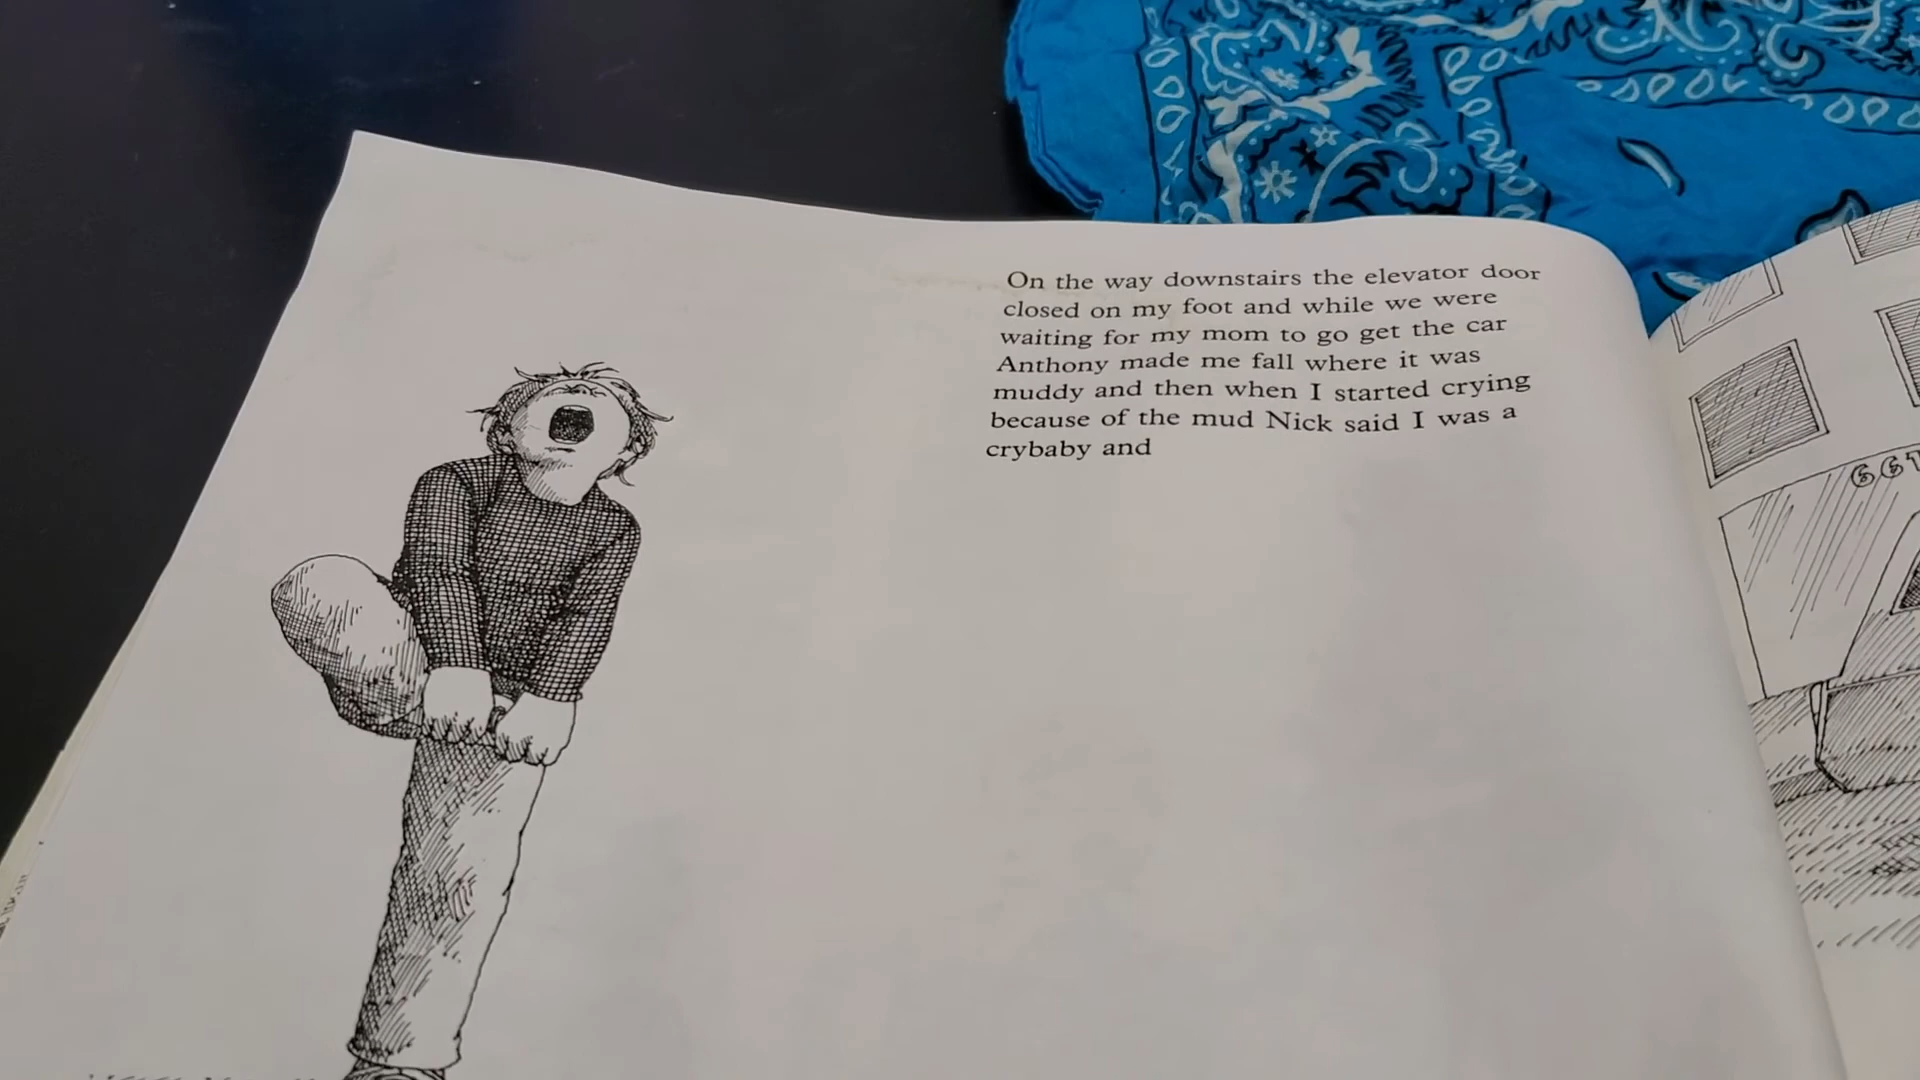 On the way downstairs the elevator door
closed on my foot and while we were
waiting for my mom to go get the car
Anthony made me fall where it was
muddy and then when I started crying
because of the mud Nick said I was a
crybaby and